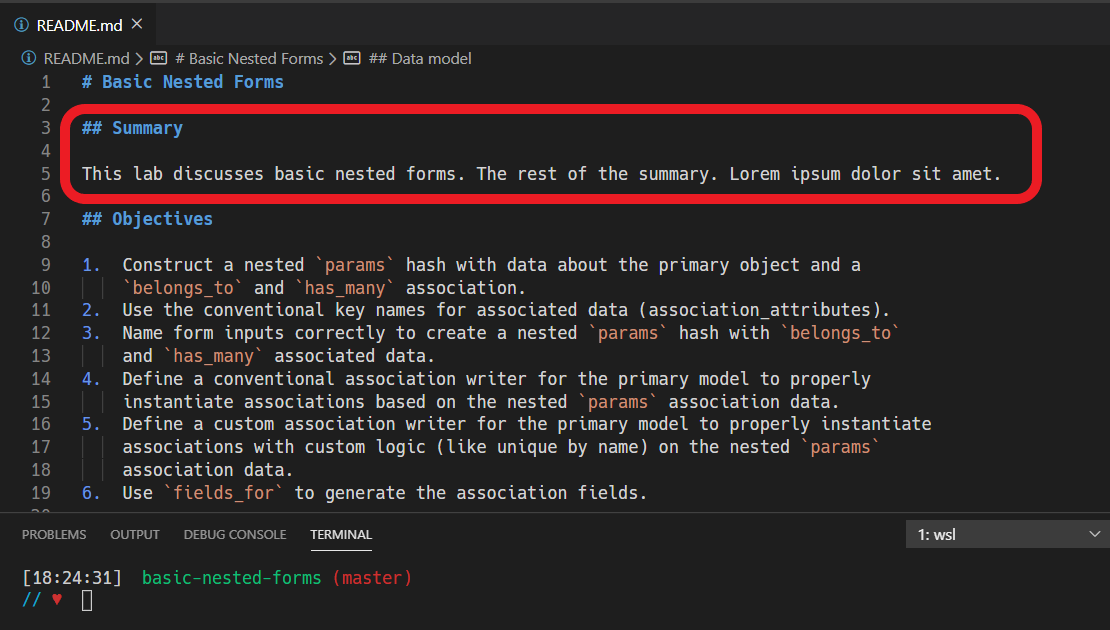 README.md
README.md > # Basic Nested Forms > ## Data model
1 # Basic Nested Forms
2
3 ## Summary
4
5 This lab discusses basic nested forms. The rest of the summary. Lorem ipsum dolor sit amet.
6
7 ## Objectives
8
9 1. Construct a nested `params` hash with data about the primary object and a
10 `belongs_to` and `has_many` association.
11 2. Use the conventional key names for associated data (association_attributes).
12 3. Name form inputs correctly to create a nested `params` hash with `belongs_to`
13 and `has_many` associated data.
14 4. Define a conventional association writer for the primary model to properly
15 instantiate associations based on the nested `params` association data.
16 5. Define a custom association writer for the primary model to properly instantiate
17 associations with custom logic (like unique by name) on the nested `params`
18 association data.
19 6. Use `fields_for` to generate the association fields.
PROBLEMS OUTPUT DEBUG CONSOLE TERMINAL 1: wsl
[18:24:31] basic-nested-forms (master)
// ♥